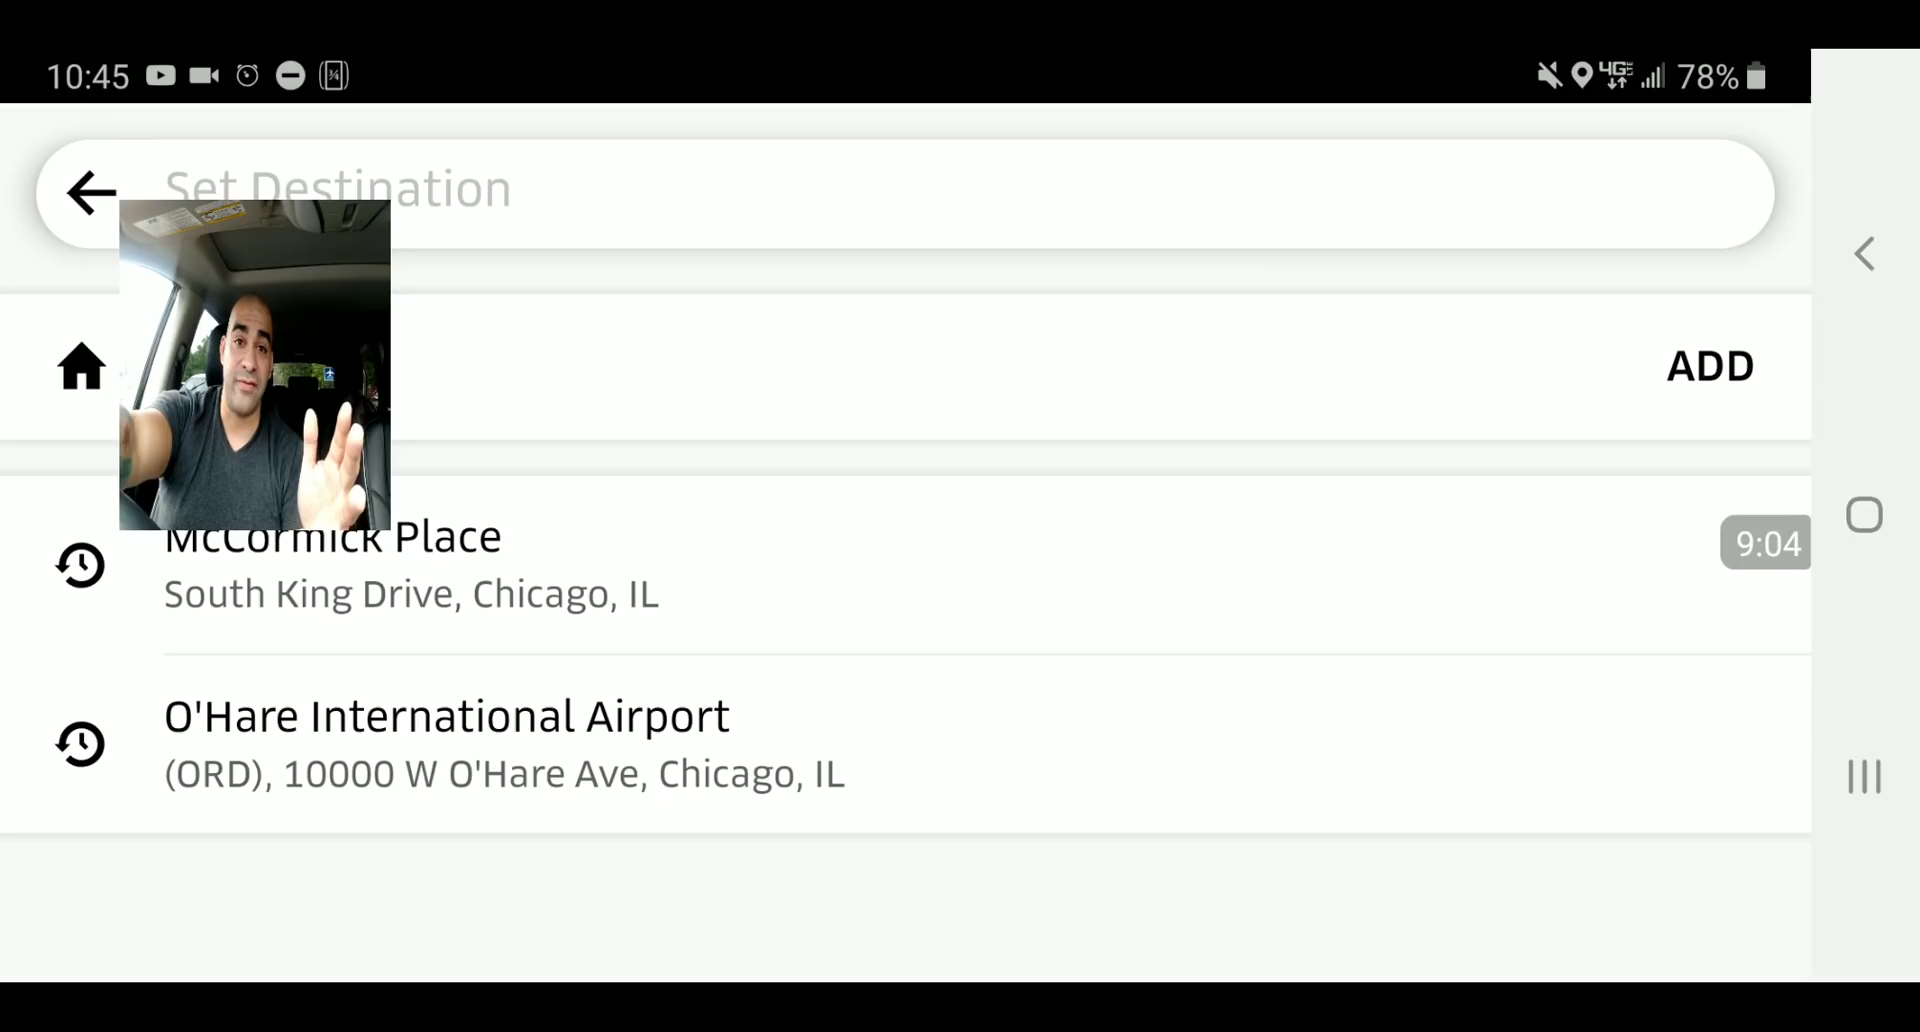 10:45 78%
Set Destination
ADD
McCormick Place
9:04
South King Drive, Chicago, IL
O'Hare International Airport
(ORD), 10000 W O'Hare Ave, Chicago, IL